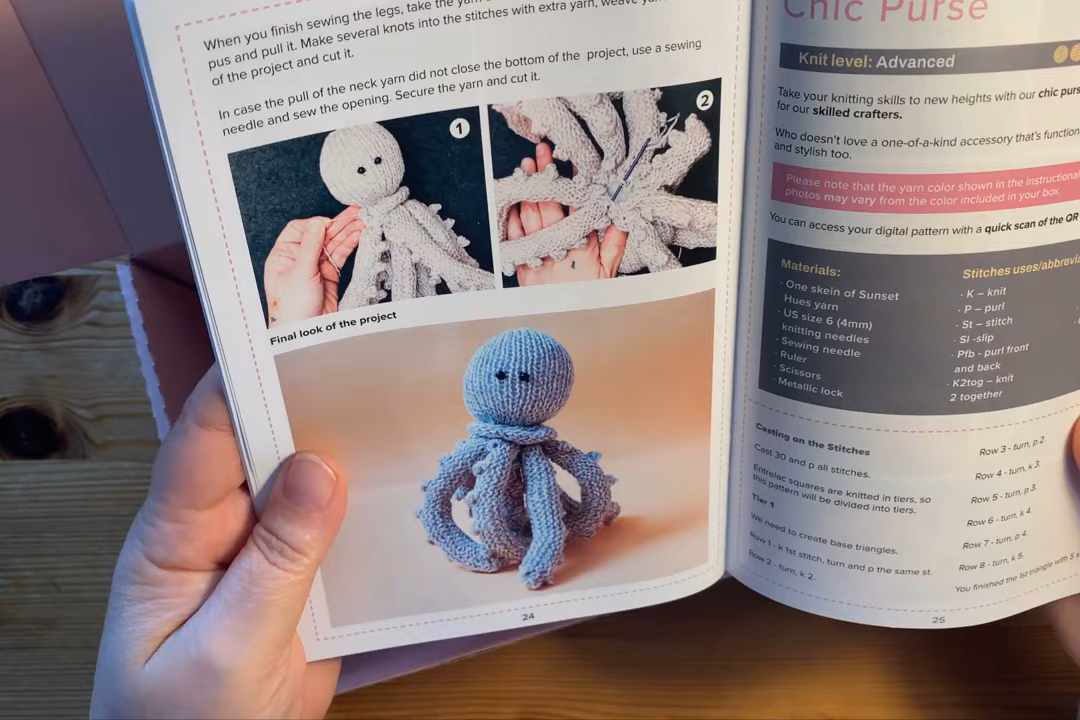 When you finish sewing the legs, take the
pus and pull it. Make several knots into the stitches with extra yarn, weave
of the project and cut it.
In case the pull of the neck yarn did not close the bottom of the project, use a sewing
needle and sew the opening. Secure the yarn and cut it.
1
2
Final look of the project
24
Chic Purse
Knit level: Advanced
Take your knitting skills to new heights with our chic purs
for our skilled crafters.
Who doesn't love a one-of-a-kind accessory that's function
and stylish too.
Please note that the yarn color shown in the instructional
photos may vary from the color included in your box.
You can access your digital pattern with a quick scan of the QR
Materials:
· One skein of Sunset
Hues yarn
· US size 6 (4mm)
knitting needles
· Sewing needle
· Ruler
· Scissors
· Metallic lock
Stitches uses/abbrevia
· K – knit
· P – purl
· St – stitch
· Sl -slip
· Pfb - purl front
and back
· K2tog – knit
2 together
Casting on the Stitches
Cast 30 and p all stitches.
Entrelac squares are knitted in tiers, so
this pattern will be divided into tiers.
Tier 1
We need to create base triangles.
Row 1 - k 1st stitch, turn and p the same st.
Row 2 - turn, k 2.
Row 3 - turn, p 2.
Row 4 - turn, k 3.
Row 5 - turn, p 3.
Row 6 - turn, k 4.
Row 7 - turn, p 4.
Row 8 - turn, k 5.
You finished the 1st triangle with 5 s
25